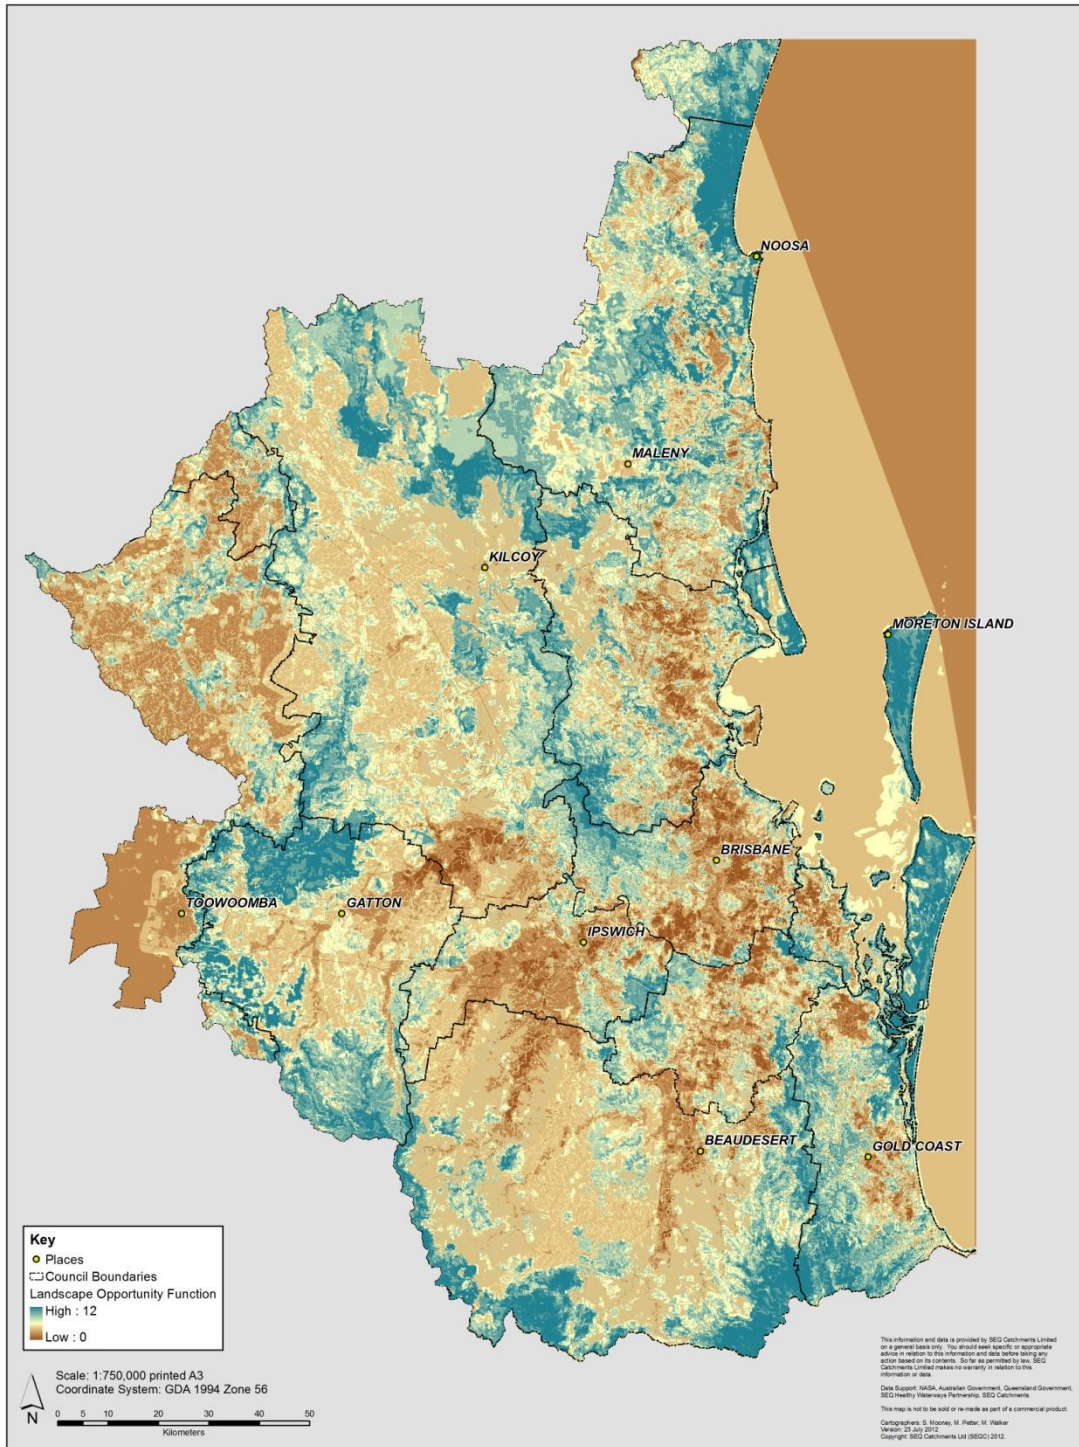 NOOSA
MALENY
KILCOY
MORETON ISLAND
BRISBANE
TOOWOOMBA
GATTON
IPSWICH
BEAUDESERT
GOLD COAST
Key
Places
Council Boundaries
Landscape Opportunity Function
High : 12
Low : 0
Scale: 1:750,000 printed A3
Coordinate System: GDA 1994 Zone 56
N
0 5 10 20 30 40 50
Kilometers
This information and data is provided by SEQ Catchments Limited
on a general basis only. You should seek specific or appropriate
advice in relation to this information and data before taking any
action based on its contents. So far as permitted by law, SEQ
Catchments Limited makes no warranty in relation to this
information or data.
Data Support: NASA, Australian Government, Queensland Government,
SEQ Healthy Waterways Partnership, SEQ Catchments.
This map is not to be sold or re-made as part of a commercial product.
Cartographers: S. Mooney, M. Petter, M. Walker
Version: 23 July 2012
Copyright: SEQ Catchments Ltd (SEQC) 2012.